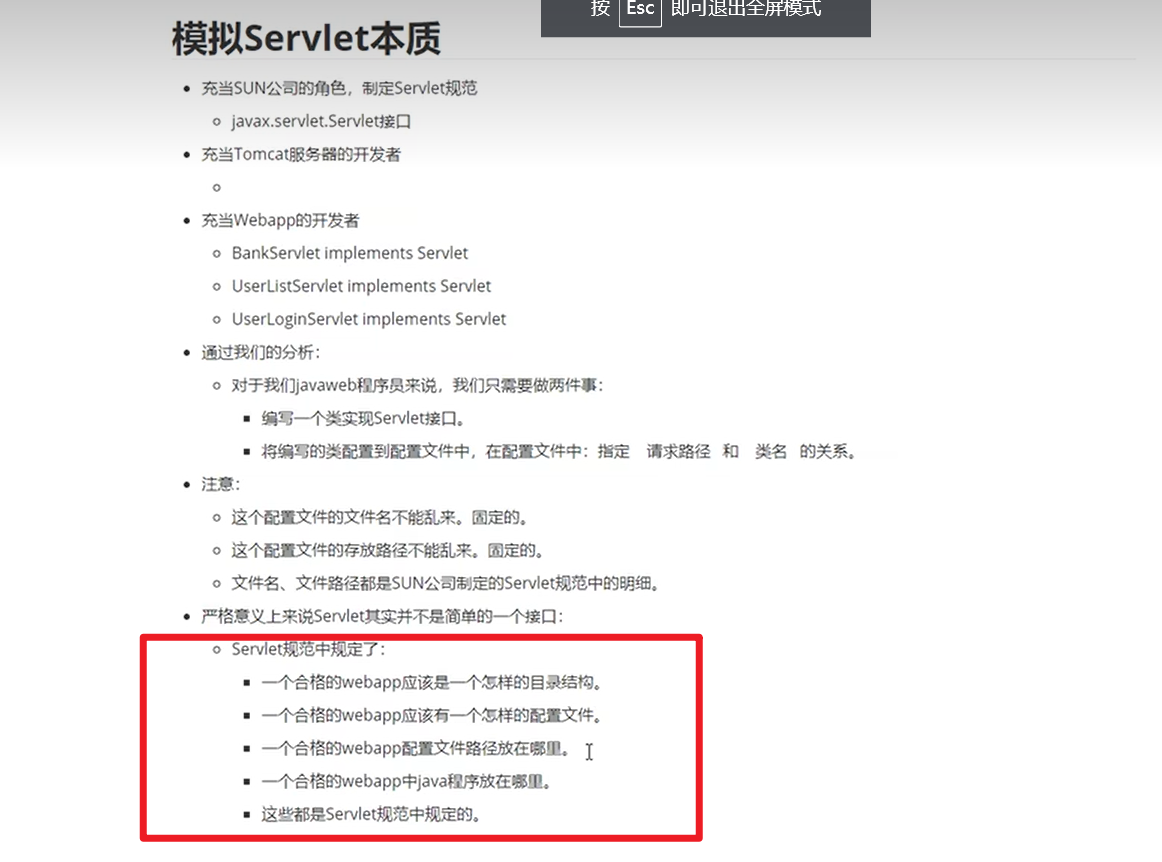 按 Esc 即可退出全屏模式
模拟Servlet本质
充当SUN公司的角色，制定Servlet规范
javax.servlet.Servlet接口
充当Tomcat服务器的开发者
充当Webapp的开发者
BankServlet implements Servlet
UserListServlet implements Servlet
UserLoginServlet implements Servlet
通过我们的分析：
对于我们javaweb程序员来说，我们只需要做两件事：
编写一个类实现Servlet接口。
将编写的类配置到配置文件中，在配置文件中：指定 请求路径 和 类名 的关系。
注意：
这个配置文件的文件名不能乱来。固定的。
这个配置文件的存放路径不能乱来。固定的。
文件名、文件路径都是SUN公司制定的Servlet规范中的明细。
严格意义上来说Servlet其实并不是简单的一个接口：
Servlet规范中规定了：
一个合格的webapp应该是一个怎样的目录结构。
一个合格的webapp应该有一个怎样的配置文件。
一个合格的webapp配置文件路径放在哪里。
一个合格的webapp中java程序放在哪里。
这些都是Servlet规范中规定的。